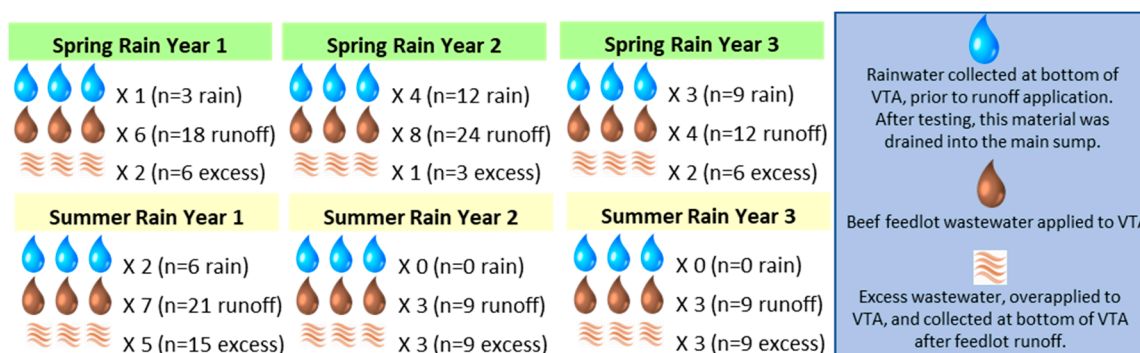 Spring Rain Year 1
X 1 (n=3 rain)
X 6 (n=18 runoff)
X 2 (n=6 excess)
Spring Rain Year 2
X 4 (n=12 rain)
X 8 (n=24 runoff)
X 1 (n=3 excess)
Spring Rain Year 3
X 3 (n=9 rain)
X 4 (n=12 runoff)
X 2 (n=6 excess)
Summer Rain Year 1
X 2 (n=6 rain)
X 7 (n=21 runoff)
X 5 (n=15 excess)
Summer Rain Year 2
X 0 (n=0 rain)
X 3 (n=9 runoff)
X 3 (n=9 excess)
Summer Rain Year 3
X 0 (n=0 rain)
X 3 (n=9 runoff)
X 3 (n=9 excess)
Rainwater collected at bottom of
VTA, prior to runoff application.
After testing, this material was
drained into the main sump.
Beef feedlot wastewater applied to VTA
Excess wastewater, overapplied to
VTA, and collected at bottom of VTA
after feedlot runoff.